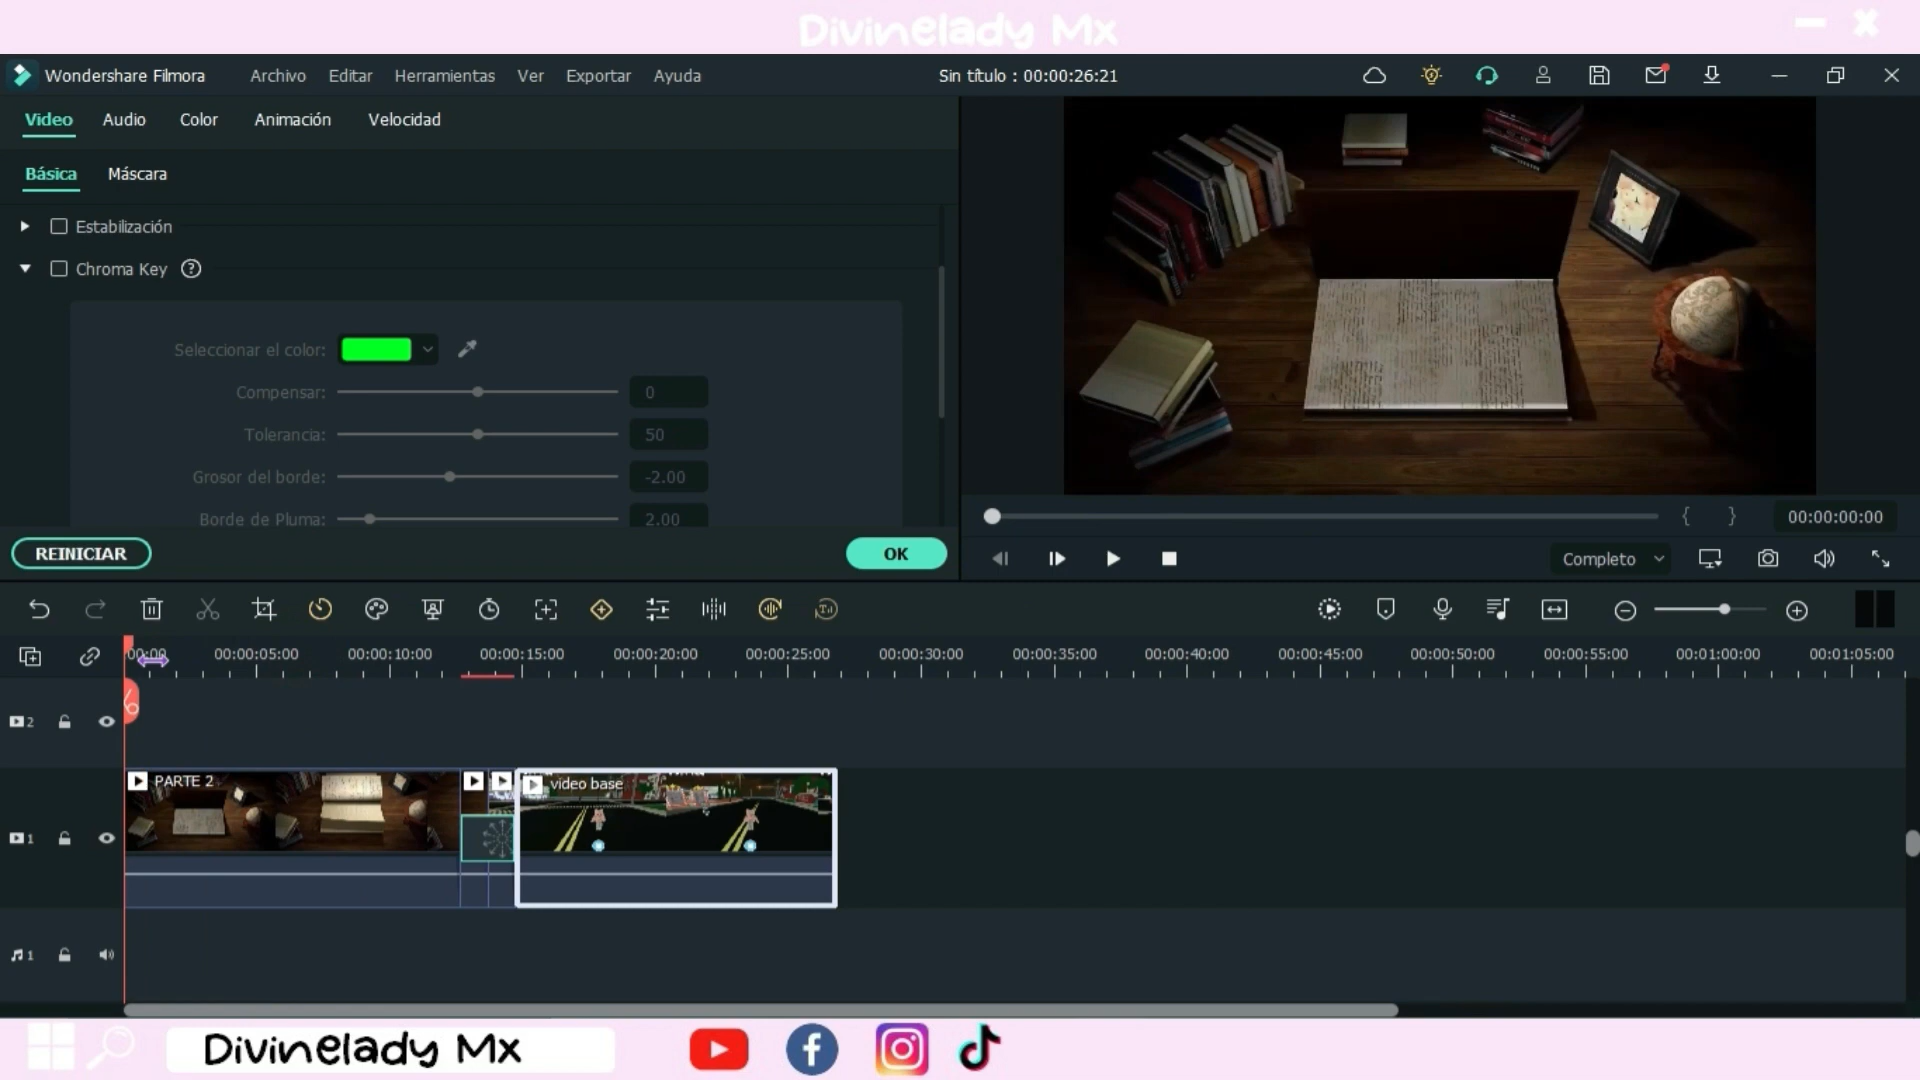 Divinelady Mx
Wondershare Filmora
Archivo
Editar
Herramientas
Ver
Exportar
Ayuda
Sin título : 00:00:26:21
Video
Audio
Color
Animación
Velocidad
Básica
Máscara
Estabilización
Chroma Key
Seleccionar el color:
Compensar:
0
Tolerancia:
50
Grosor del borde:
-2.00
Borde de Pluma:
2.00
REINICIAR
OK
{ }
00:00:00:00
Completo
00:00
00:00:05:00
00:00:10:00
00:00:15:00
00:00:20:00
00:00:25:00
00:00:30:00
00:00:35:00
00:00:40:00
00:00:45:00
00:00:50:00
00:00:55:00
00:01:00:00
00:01:05:00
2
PARTE 2
video base
1
1
Divinelady Mx